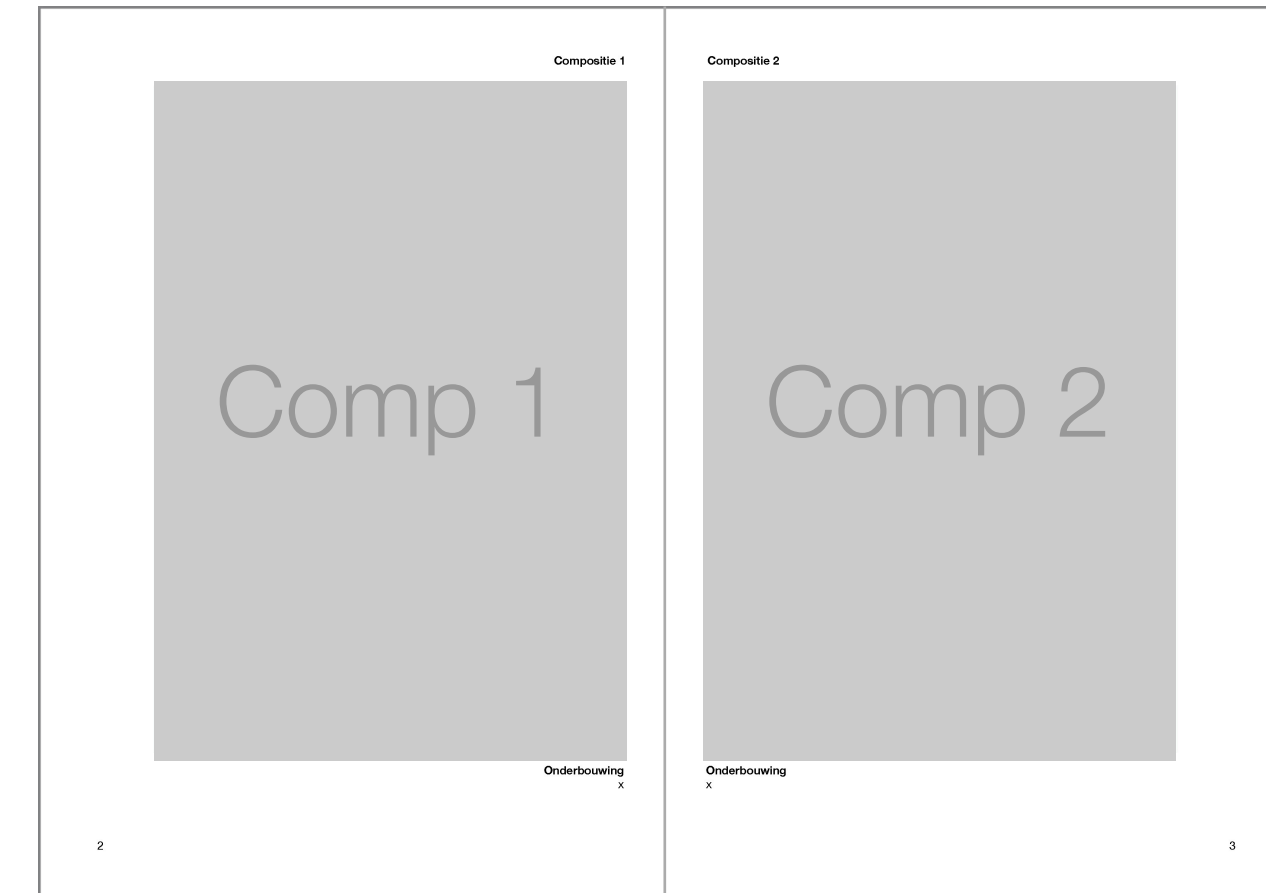 Compositie 1
Comp 1
Onderbouwing
x
2
Compositie 2
Comp 2
Onderbouwing
x
3